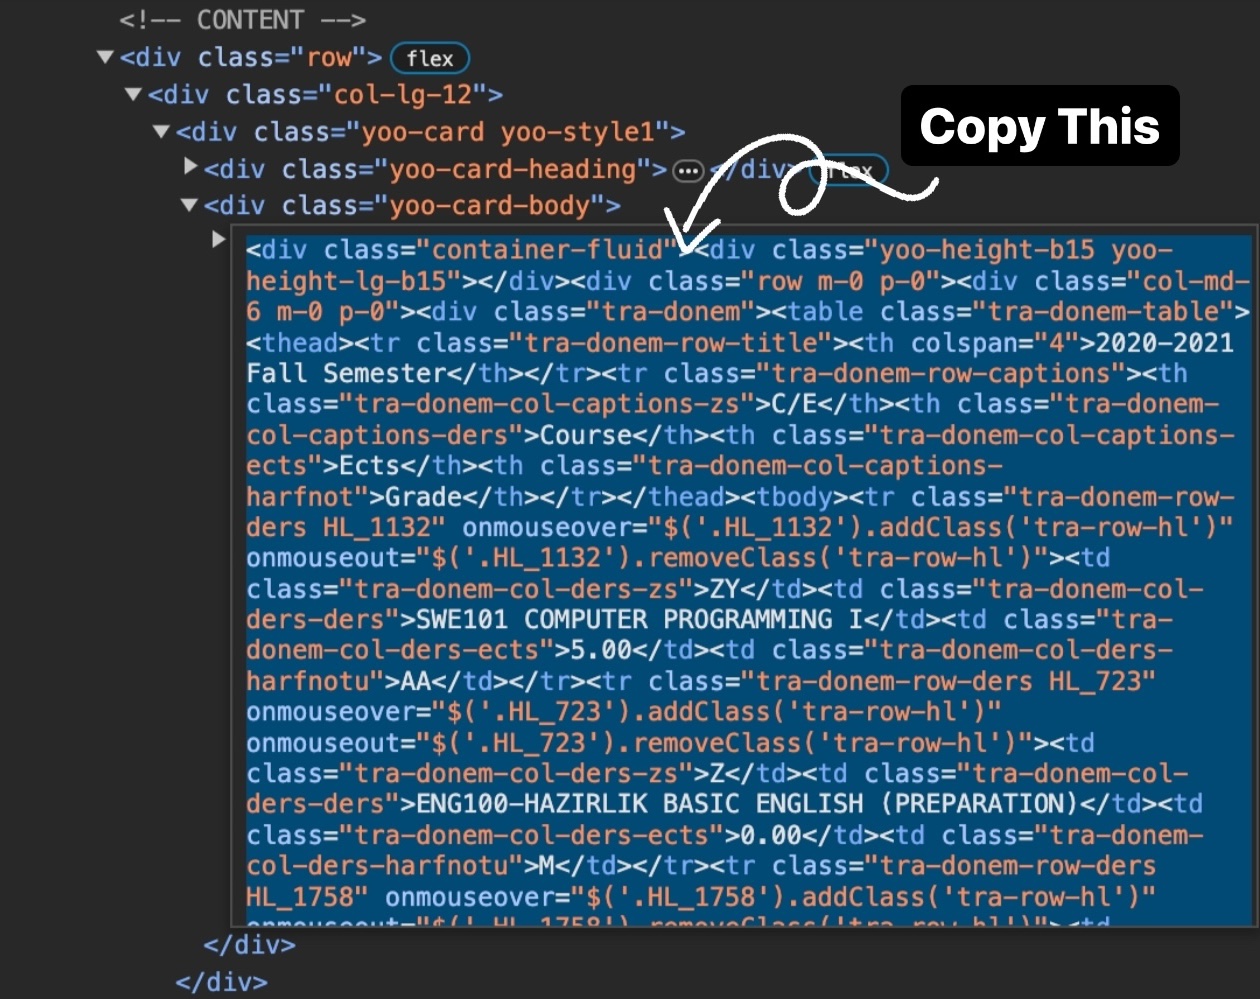 <!-- CONTENT -->
▼<div class="row"> flex
▼<div class="col-lg-12">
▼<div class="yoo-card yoo-style1">
▶<div class="yoo-card-heading">…</div> flex
▼<div class="yoo-card-body">
Copy This
▶<div class="container-fluid"><div class="yoo-height-b15 yoo-
height-lg-b15"></div><div class="row m-0 p-0"><div class="col-md-
6 m-0 p-0"><div class="tra-donem"><table class="tra-donem-table">
<thead><tr class="tra-donem-row-title"><th colspan="4">2020-2021
Fall Semester</th></tr><tr class="tra-donem-row-captions"><th
class="tra-donem-col-captions-zs">C/E</th><th class="tra-donem-
col-captions-ders">Course</th><th class="tra-donem-col-captions-
ects">Ects</th><th class="tra-donem-col-captions-
harfnot">Grade</th></tr></thead><tbody><tr class="tra-donem-row-
ders HL_1132" onmouseover="$('.HL_1132').addClass('tra-row-hl')"
onmouseout="$('.HL_1132').removeClass('tra-row-hl')"><td
class="tra-donem-col-ders-zs">ZY</td><td class="tra-donem-col-
ders-ders">SWE101 COMPUTER PROGRAMMING I</td><td class="tra-
donem-col-ders-ects">5.00</td><td class="tra-donem-col-ders-
harfnotu">AA</td></tr><tr class="tra-donem-row-ders HL_723"
onmouseover="$('.HL_723').addClass('tra-row-hl')"
onmouseout="$('.HL_723').removeClass('tra-row-hl')"><td
class="tra-donem-col-ders-zs">Z</td><td class="tra-donem-col-
ders-ders">ENG100-HAZIRLIK BASIC ENGLISH (PREPARATION)</td><td
class="tra-donem-col-ders-ects">0.00</td><td class="tra-donem-
col-ders-harfnotu">M</td></tr><tr class="tra-donem-row-ders
HL_1758" onmouseover="$('.HL_1758').addClass('tra-row-hl')"
onmouseout="$('.HL_1758').removeClass('tra-row-hl')"><td
</div>
</div>